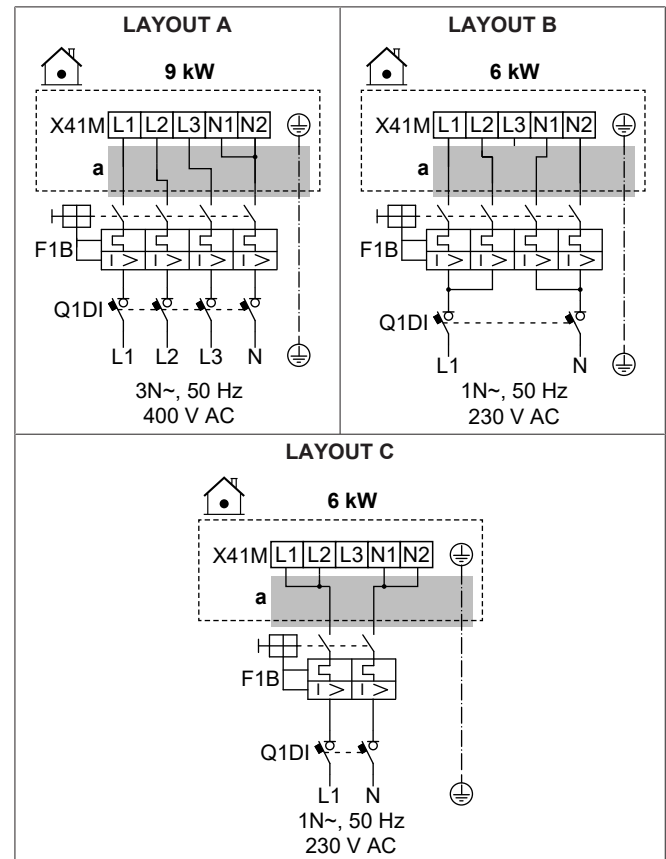 LAYOUT A
9 kW
X41M L1 L2 L3 N1 N2
a
F1B
I > I > I > I >
Q1DI
L1 L2 L3 N
3N~, 50 Hz
400 V AC
LAYOUT B
6 kW
X41M L1 L2 L3 N1 N2
a
F1B
I > I > I > I >
Q1DI
L1 N
1N~, 50 Hz
230 V AC
LAYOUT C
6 kW
X41M L1 L2 L3 N1 N2
a
F1B
I > I >
Q1DI
L1 N
1N~, 50 Hz
230 V AC